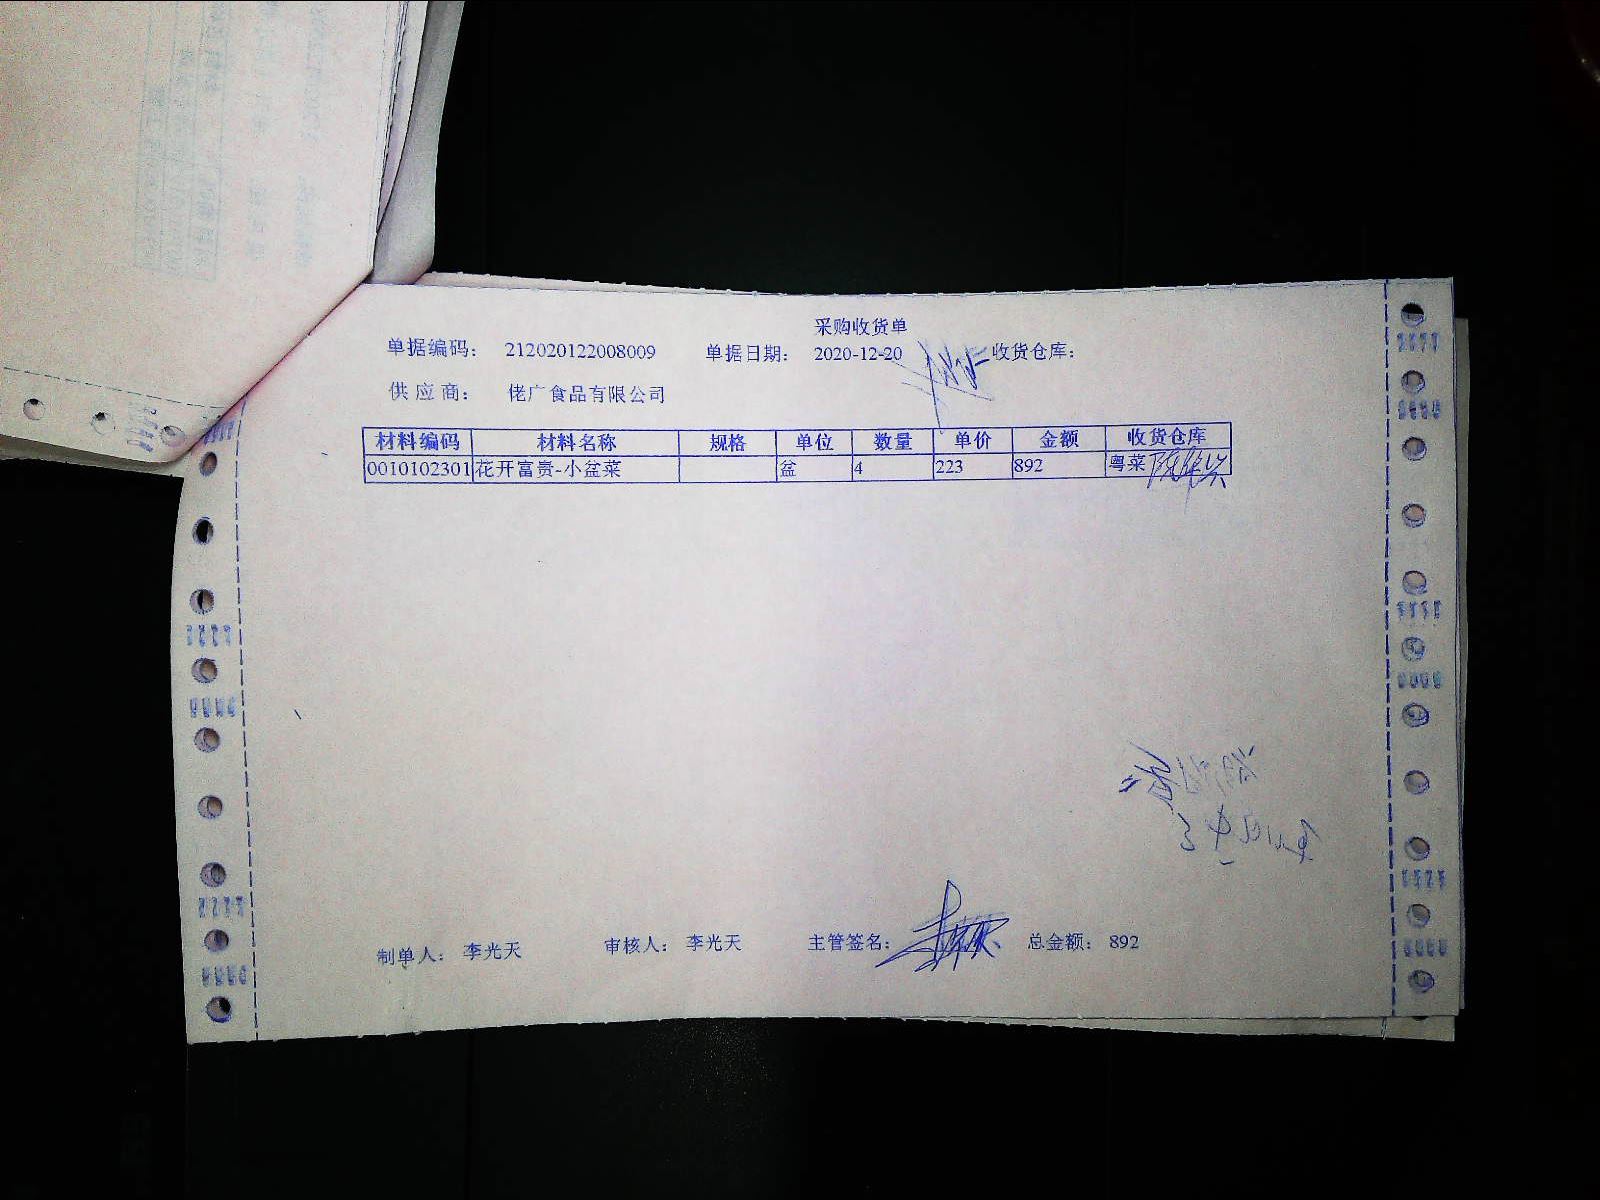 采购收货单
单据编码： 212020122008009 单据日期： 2020-12-20 收货仓库：
供 应 商： 佬广食品有限公司
材料编码 材料名称 规格 单位 数量 单价 金额 收货仓库
0010102301 花开富贵-小盆菜 盆 4 223 892 粤菜
制单人： 李光天 审核人： 李光天 主管签名： 总金额： 892